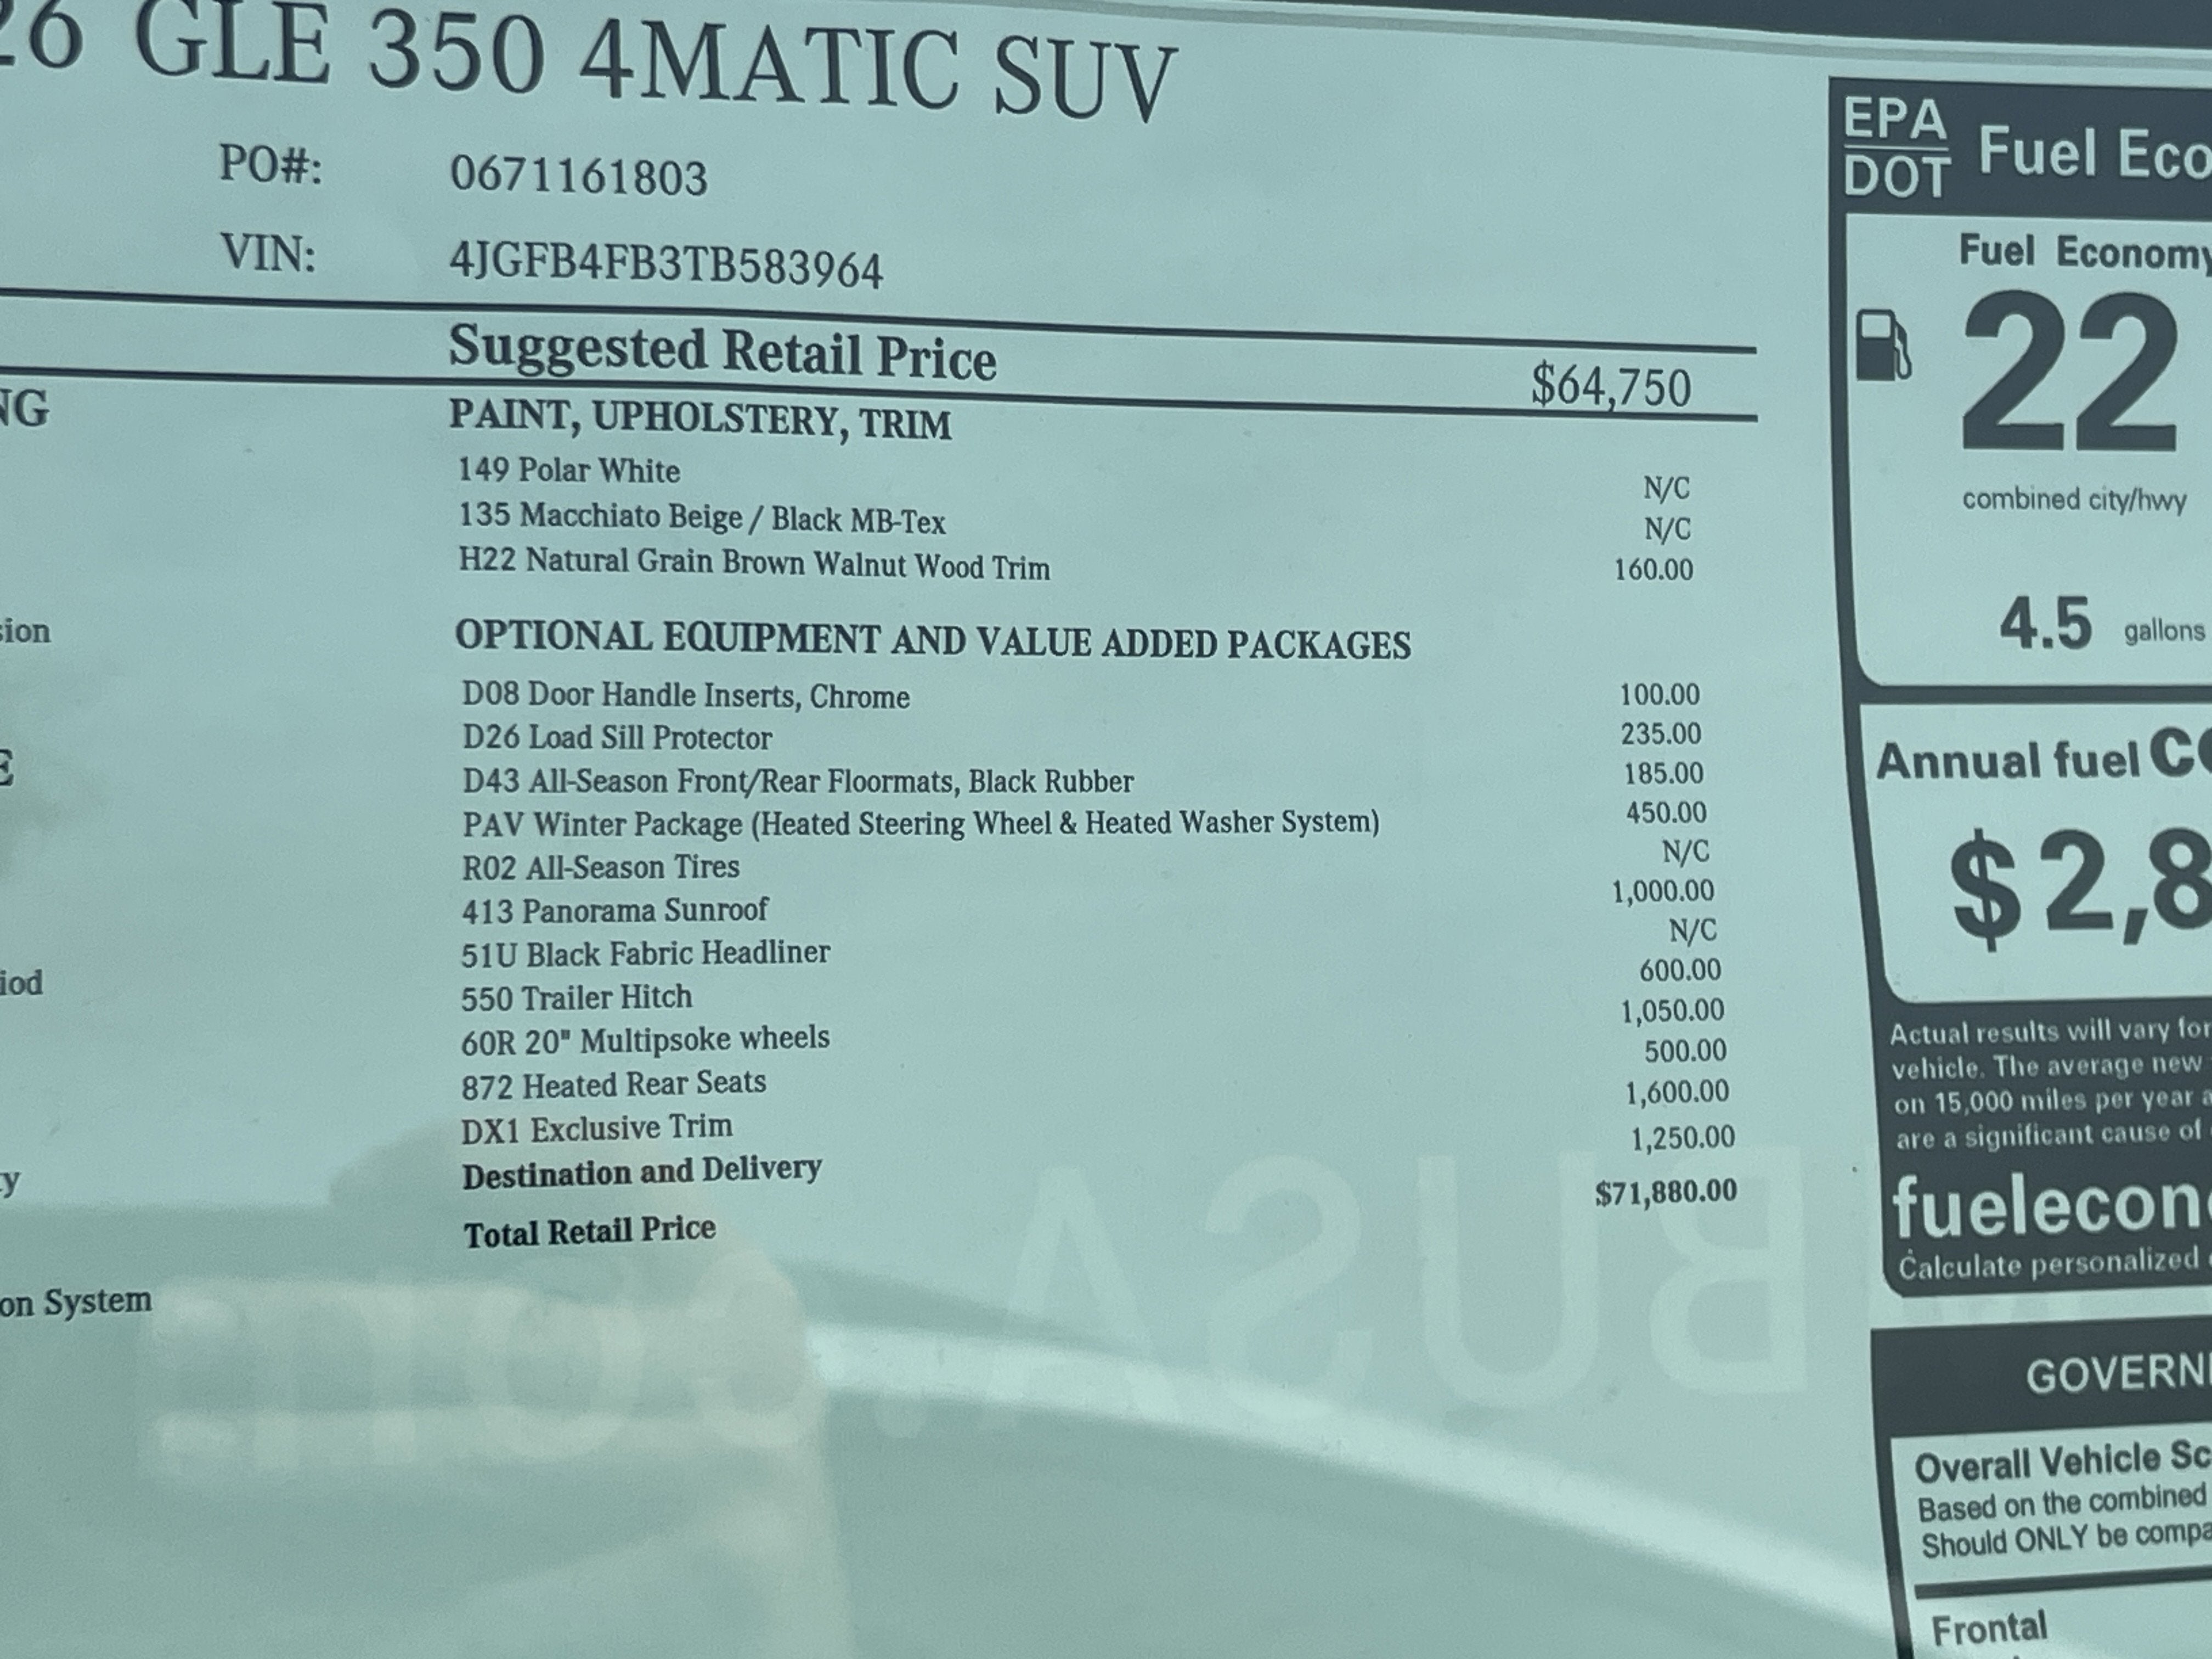 26 GLE 350 4MATIC SUV
PO#: 0671161803
VIN: 4JGFB4FB3TB583964
Suggested Retail Price $64,750
NG
PAINT, UPHOLSTERY, TRIM
149 Polar White N/C
135 Macchiato Beige / Black MB-Tex N/C
H22 Natural Grain Brown Walnut Wood Trim 160.00
sion
OPTIONAL EQUIPMENT AND VALUE ADDED PACKAGES
D08 Door Handle Inserts, Chrome 100.00
D26 Load Sill Protector 235.00
E
D43 All-Season Front/Rear Floormats, Black Rubber 185.00
PAV Winter Package (Heated Steering Wheel & Heated Washer System) 450.00
R02 All-Season Tires N/C
413 Panorama Sunroof 1,000.00
51U Black Fabric Headliner N/C
iod
550 Trailer Hitch 600.00
60R 20" Multipsoke wheels 1,050.00
872 Heated Rear Seats 500.00
DX1 Exclusive Trim 1,600.00
y
Destination and Delivery 1,250.00
Total Retail Price $71,880.00
on System
EPA
DOT
Fuel Eco
Fuel Economy
22
combined city/hwy
4.5 gallons
Annual fuel CO
$2,8
Actual results will vary for
vehicle. The average new
on 15,000 miles per year a
are a significant cause of
fuelecono
Calculate personalized
GOVERN
Overall Vehicle Sc
Based on the combined
Should ONLY be compa
Frontal